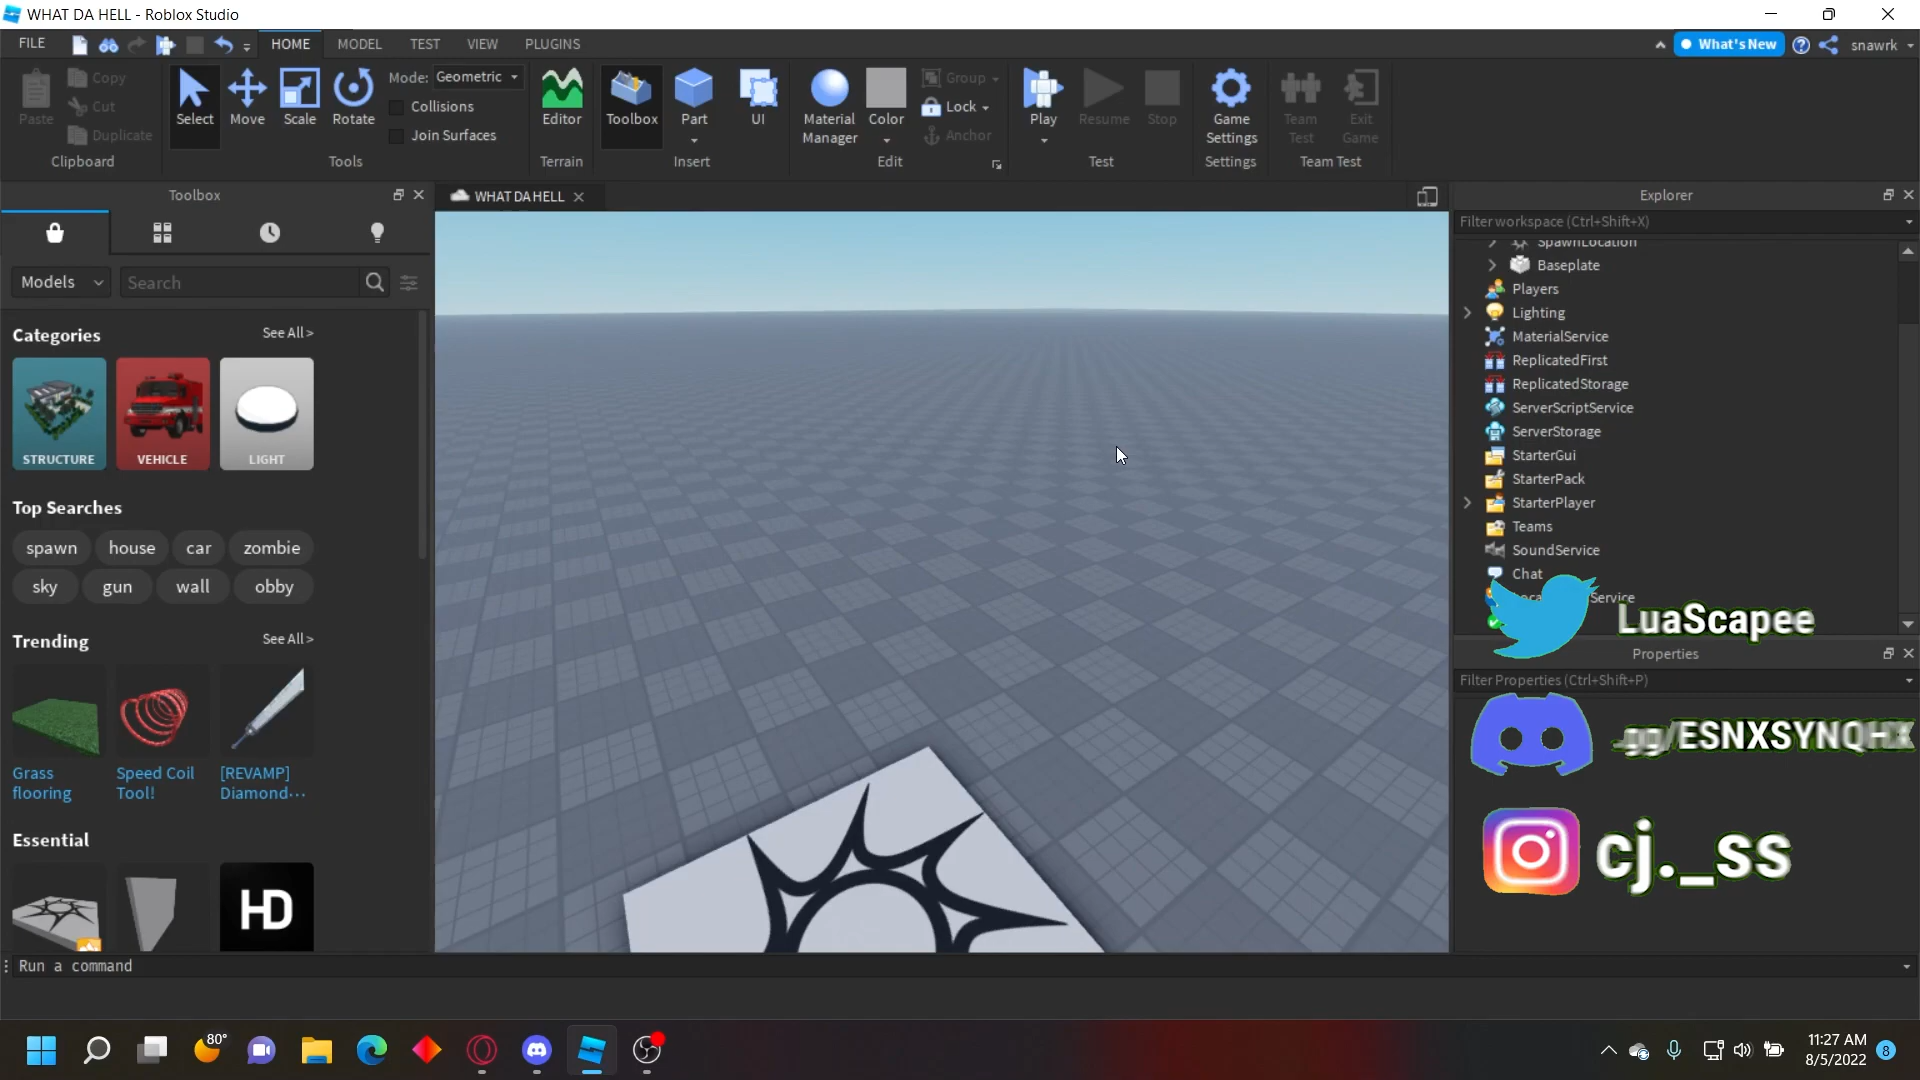 WHAT DA HELL - Roblox Studio
FILE HOME MODEL TEST VIEW PLUGINS What's New snawrk
Paste Copy Cut Duplicate Clipboard
Select Move Scale Rotate Mode: Geometric Collisions Join Surfaces Tools
Editor Terrain
Toolbox Part UI Insert
Material Manager Color Group Lock Anchor Edit
Play Resume Stop Test
Game Settings Settings
Team Test Exit Game Team Test
Toolbox
WHAT DA HELL
Models Search
Categories See All >
STRUCTURE VEHICLE LIGHT
Top Searches
spawn house car zombie
sky gun wall obby
Trending See All >
Grass flooring
Speed Coil Tool!
[REVAMP] Diamond...
Essential
HD
Explorer
Filter workspace (Ctrl+Shift+X)
SpawnLocation
Baseplate
Players
Lighting
MaterialService
ReplicatedFirst
ReplicatedStorage
ServerScriptService
ServerStorage
StarterGui
StarterPack
StarterPlayer
Teams
SoundService
Chat
Service
LuaScapee
Properties
Filter Properties (Ctrl+Shift+P)
cj._ss
Run a command
80°
11:27 AM
8/5/2022
8